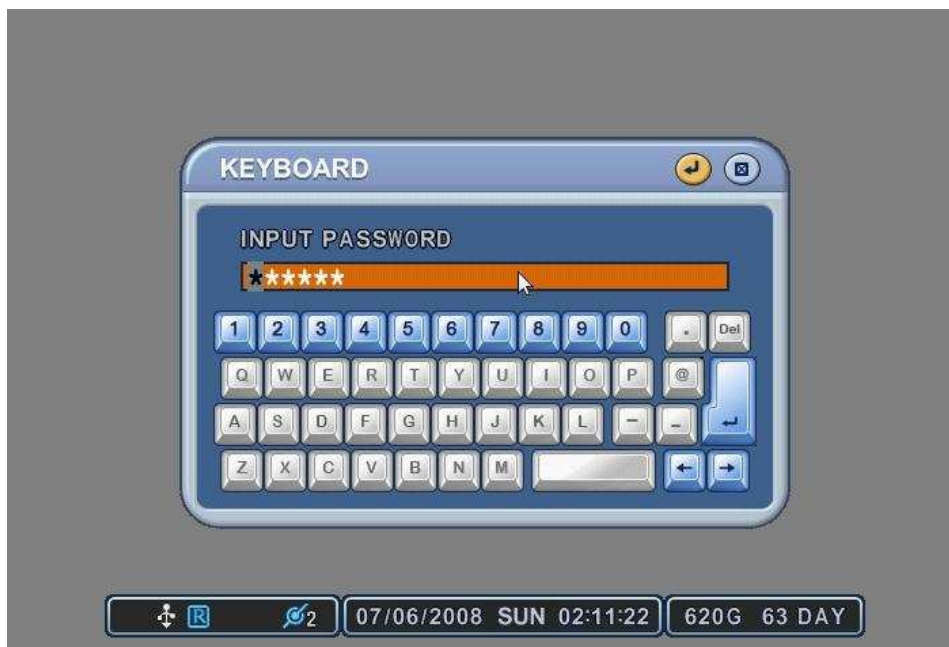 KEYBOARD
INPUT PASSWORD
******
1 2 3 4 5 6 7 8 9 0 . Del
Q W E R T Y U I O P @
A S D F G H J K L - _
Z X C V B N M ← →
R 2 07/06/2008 SUN 02:11:22 620G 63 DAY